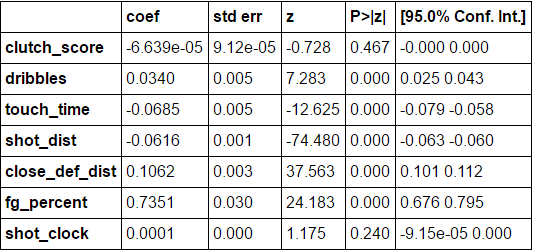 coef std err z P>|z| [95.0% Conf. Int.]
clutch_score -6.639e-05 9.12e-05 -0.728 0.467 -0.000 0.000
dribbles 0.0340 0.005 7.283 0.000 0.025 0.043
touch_time -0.0685 0.005 -12.625 0.000 -0.079 -0.058
shot_dist -0.0616 0.001 -74.480 0.000 -0.063 -0.060
close_def_dist 0.1062 0.003 37.563 0.000 0.101 0.112
fg_percent 0.7351 0.030 24.183 0.000 0.676 0.795
shot_clock 0.0001 0.000 1.175 0.240 -9.15e-05 0.000